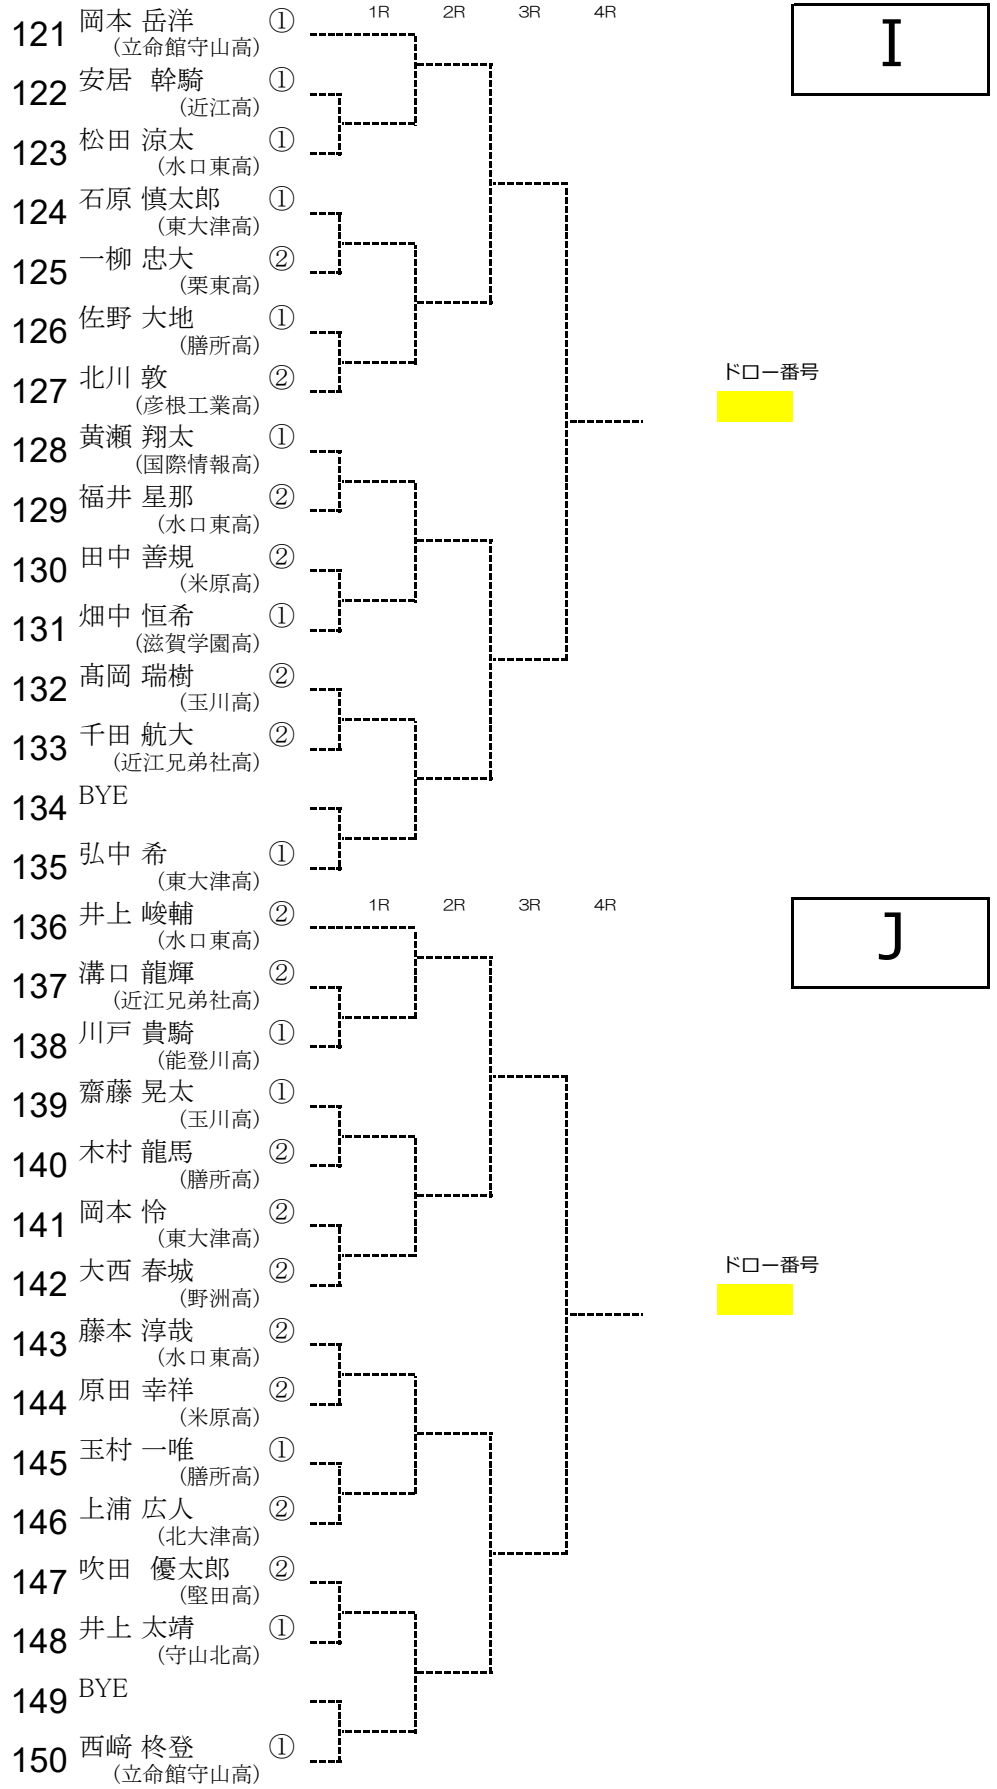 1R 2R 3R 4R
I
121 岡本 岳洋 ①
(立命館守山高)
122 安居 幹騎 ①
(近江高)
123 松田 涼太 ①
(水口東高)
124 石原 慎太郎 ①
(東大津高)
125 一柳 忠大 ②
(栗東高)
126 佐野 大地 ①
(膳所高)
127 北川 敦 ②
(彦根工業高)
ドロー番号
128 黄瀬 翔太 ①
(国際情報高)
129 福井 星那 ②
(水口東高)
130 田中 善規 ②
(米原高)
131 畑中 恒希 ①
(滋賀学園高)
132 髙岡 瑞樹 ②
(玉川高)
133 千田 航大 ②
(近江兄弟社高)
134 BYE
135 弘中 希 ①
(東大津高)
1R 2R 3R 4R
J
136 井上 峻輔 ②
(水口東高)
137 溝口 龍輝 ②
(近江兄弟社高)
138 川戸 貴騎 ①
(能登川高)
139 齋藤 晃太 ①
(玉川高)
140 木村 龍馬 ②
(膳所高)
141 岡本 怜 ②
(東大津高)
142 大西 春城 ②
(野洲高)
ドロー番号
143 藤本 淳哉 ②
(水口東高)
144 原田 幸祥 ②
(米原高)
145 玉村 一唯 ①
(膳所高)
146 上浦 広人 ②
(北大津高)
147 吹田 優太郎 ②
(堅田高)
148 井上 太靖 ①
(守山北高)
149 BYE
150 西﨑 柊登 ①
(立命館守山高)